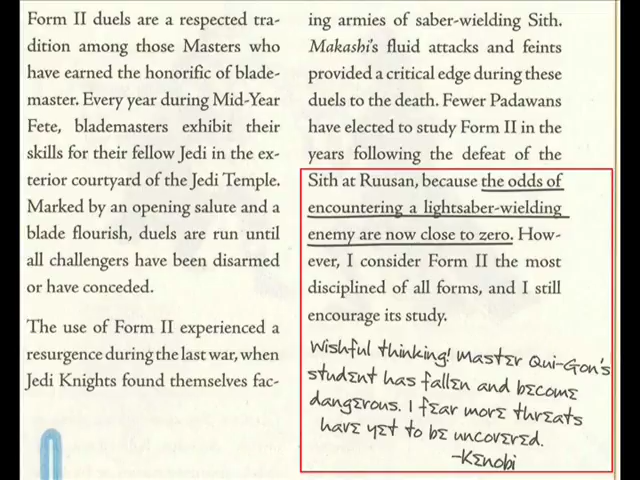 Form II duels are a respected tra-
dition among those Masters who
have earned the honorific of blade-
master. Every year during Mid-Year
Fete, blademasters exhibit their
skills for their fellow Jedi in the ex-
terior courtyard of the Jedi Temple.
Marked by an opening salute and a
blade flourish, duels are run until
all challengers have been disarmed
or have conceded.
The use of Form II experienced a
resurgence during the last war, when
Jedi Knights found themselves fac-
ing armies of saber-wielding Sith.
Makashi's fluid attacks and feints
provided a critical edge during these
duels to the death. Fewer Padawans
have elected to study Form II in the
years following the defeat of the
Sith at Ruusan, because the odds of
encountering a lightsaber-wielding
enemy are now close to zero. How-
ever, I consider Form II the most
disciplined of all forms, and I still
encourage its study.
Wishful thinking! Master Qui-Gon's
student has fallen and become
dangerous. I fear more threats
have yet to be uncovered.
-Kenobi